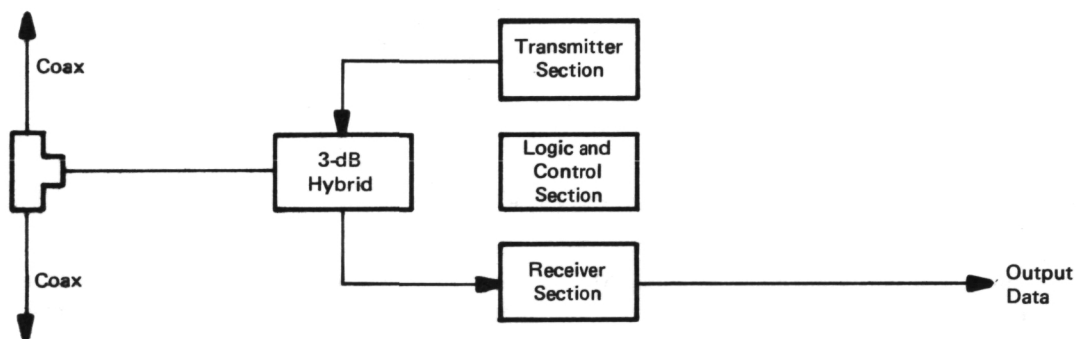 Coax
Transmitter
Section
3-dB
Hybrid
Logic and
Control
Section
Coax
Receiver
Section
Output
Data